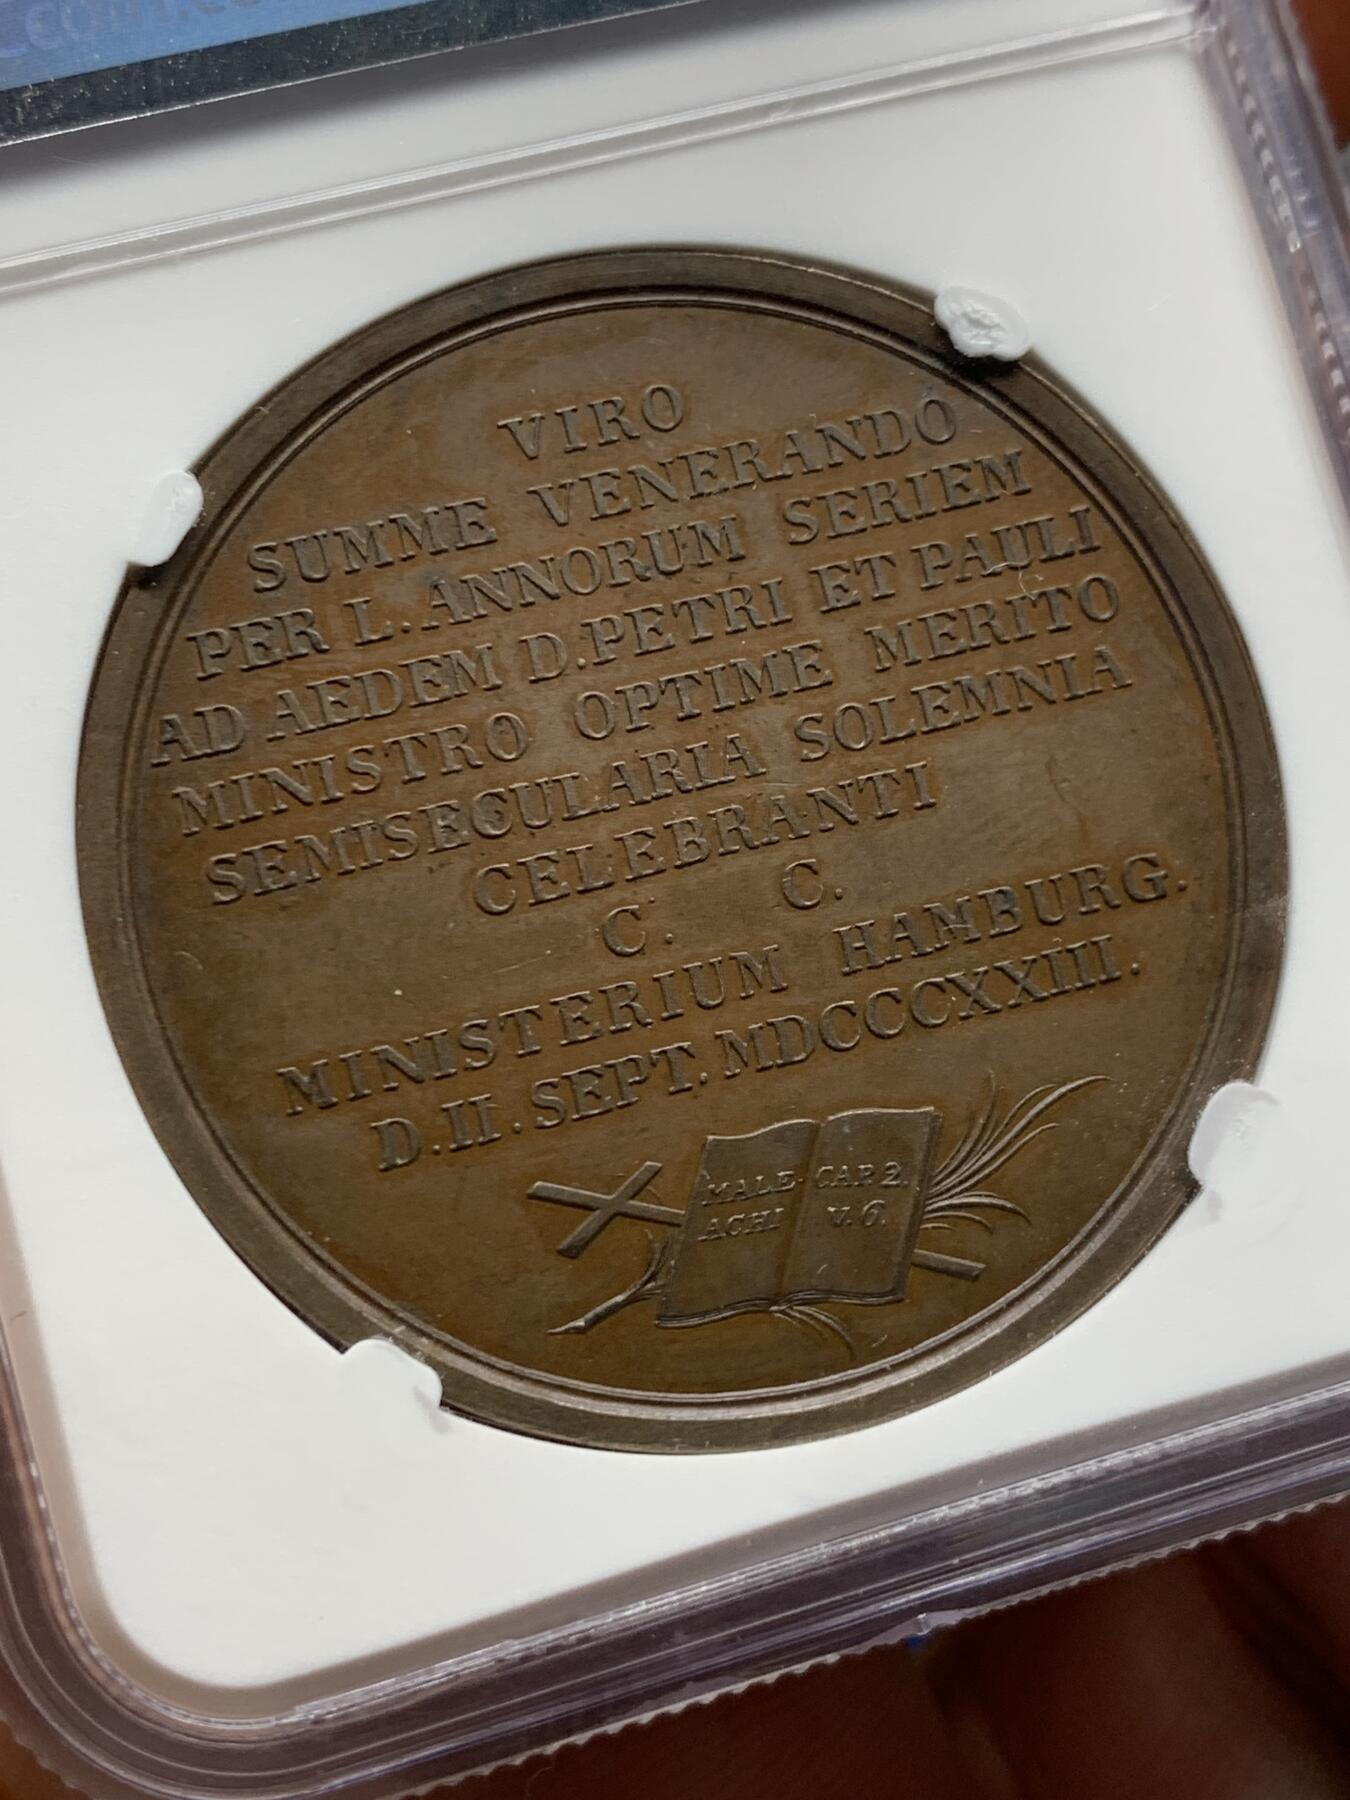 VIRO
SUMME VENERANDO
PER L. ANNORUM SERIEM
AD AEDEM D. PETRI ET PAULI
MINISTRO OPTIME MERITO
SEMISECULARIA SOLEMNIA
CELEBRANTI
C. C.
MINISTERIUM HAMBURG.
D. II. SEPT. MDCCCXXIII.
MALE- CAP 2.
ACHI v. 6.